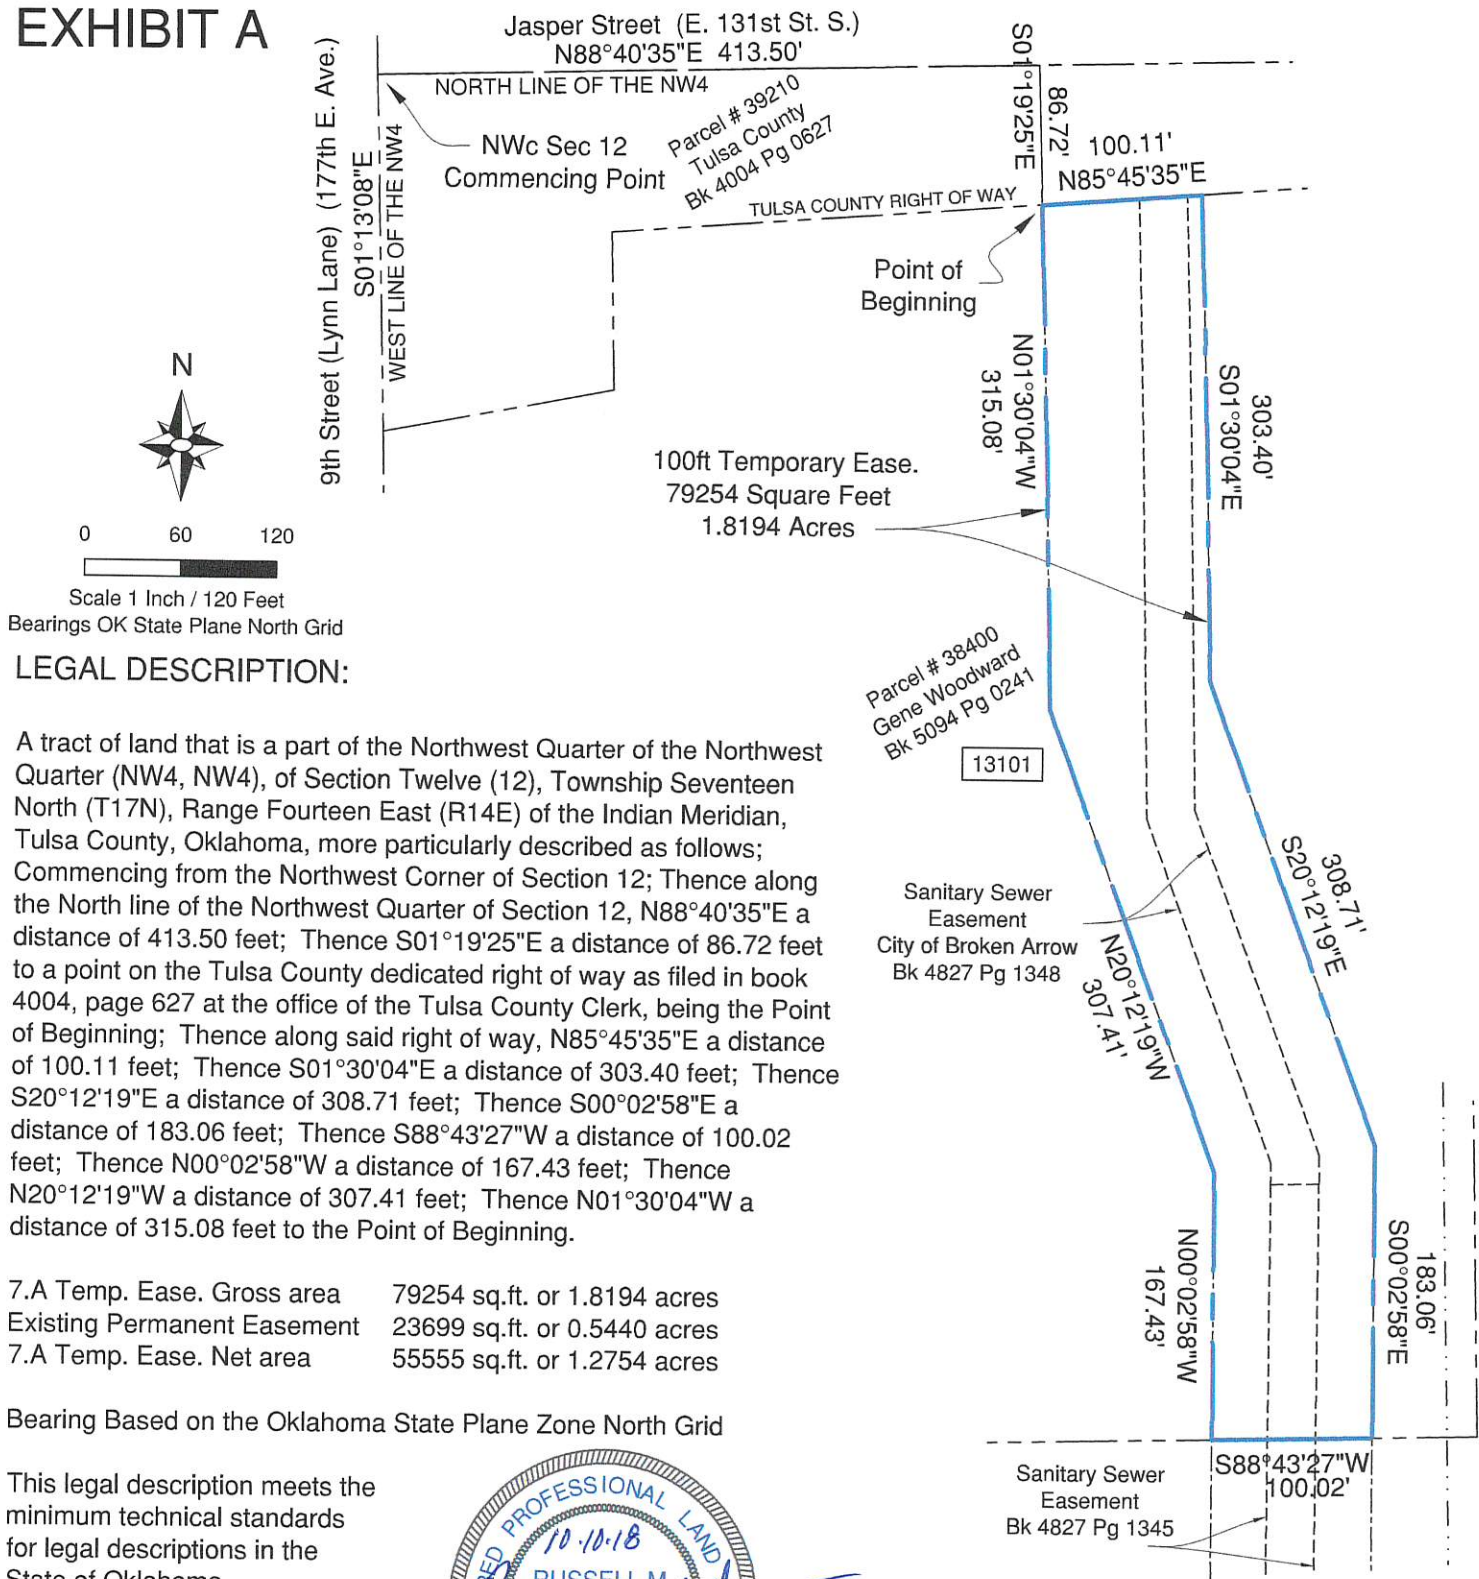 EXHIBIT A
Jasper Street (E. 131st St. S.)
N88°40'35"E 413.50'
NORTH LINE OF THE NW4
9th Street (Lynn Lane) (177th E. Ave.)
S01°13'08"E
WEST LINE OF THE NW4
NWc Sec 12
Commencing Point
Parcel # 39210
Tulsa County
Bk 4004 Pg 0627
S01°19'25"E
86.72'
100.11'
N85°45'35"E
TULSA COUNTY RIGHT OF WAY
Point of
Beginning
N01°30'04"W
315.08'
303.40'
S01°30'04"E
N
0 60 120
Scale 1 Inch / 120 Feet
Bearings OK State Plane North Grid
100ft Temporary Ease.
79254 Square Feet
1.8194 Acres
Parcel # 38400
Gene Woodward
Bk 5094 Pg 0241
13101
308.71'
S20°12'19"E
Sanitary Sewer
Easement
City of Broken Arrow
Bk 4827 Pg 1348
N20°12'19"W
307.41'
N00°02'58"W
167.43'
183.06'
S00°02'58"E
S88°43'27"W
100.02'
Sanitary Sewer
Easement
Bk 4827 Pg 1345
LEGAL DESCRIPTION:
A tract of land that is a part of the Northwest Quarter of the Northwest
Quarter (NW4, NW4), of Section Twelve (12), Township Seventeen
North (T17N), Range Fourteen East (R14E) of the Indian Meridian,
Tulsa County, Oklahoma, more particularly described as follows;
Commencing from the Northwest Corner of Section 12; Thence along
the North line of the Northwest Quarter of Section 12, N88°40'35"E a
distance of 413.50 feet; Thence S01°19'25"E a distance of 86.72 feet
to a point on the Tulsa County dedicated right of way as filed in book
4004, page 627 at the office of the Tulsa County Clerk, being the Point
of Beginning; Thence along said right of way, N85°45'35"E a distance
of 100.11 feet; Thence S01°30'04"E a distance of 303.40 feet; Thence
S20°12'19"E a distance of 308.71 feet; Thence S00°02'58"E a
distance of 183.06 feet; Thence S88°43'27"W a distance of 100.02
feet; Thence N00°02'58"W a distance of 167.43 feet; Thence
N20°12'19"W a distance of 307.41 feet; Thence N01°30'04"W a
distance of 315.08 feet to the Point of Beginning.
7.A Temp. Ease. Gross area 79254 sq.ft. or 1.8194 acres
Existing Permanent Easement 23699 sq.ft. or 0.5440 acres
7.A Temp. Ease. Net area 55555 sq.ft. or 1.2754 acres
Bearing Based on the Oklahoma State Plane Zone North Grid
This legal description meets the
minimum technical standards
for legal descriptions in the
State of Oklahoma
PROFESSIONAL LAND
10.10.18
RUSSELL M